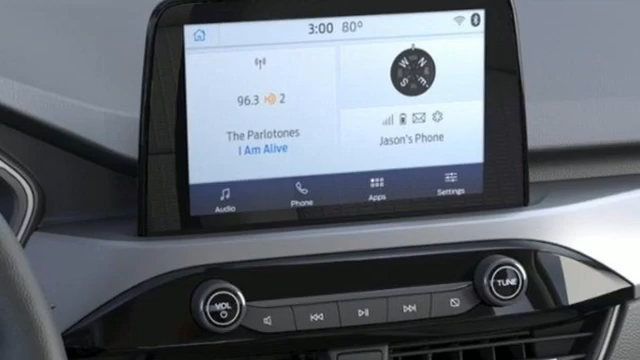 3:00 80°
96.3 2
The Parlotones
I Am Alive
N
W
E
S
Jason's Phone
Audio
Phone
Apps
Settings
VOL
TUNE